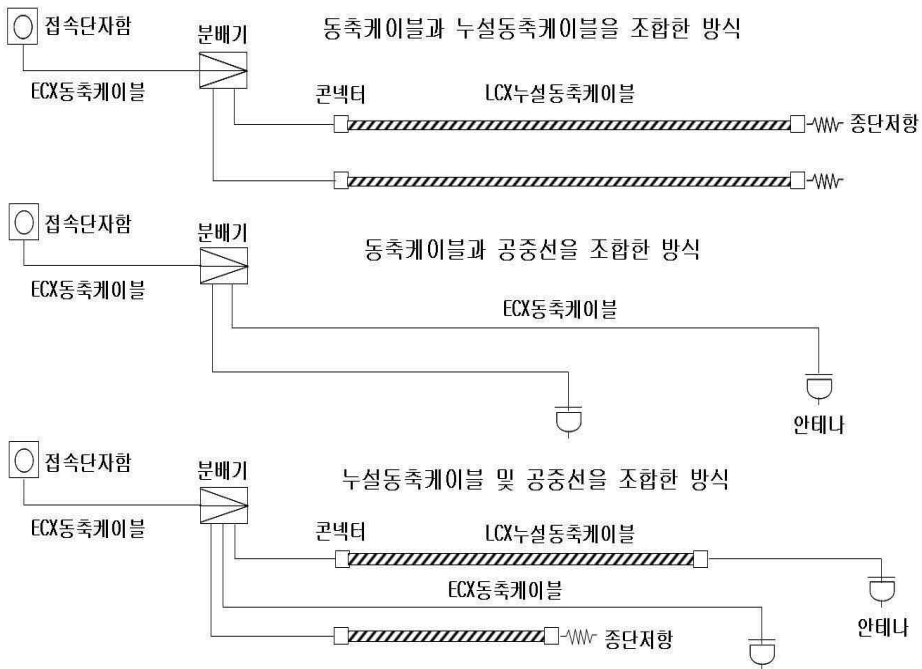 접속단자함
분배기
동축케이블과 누설동축케이블을 조합한 방식
ECX동축케이블
콘넥터
LCX누설동축케이블
종단저항
접속단자함
분배기
동축케이블과 공중선을 조합한 방식
ECX동축케이블
ECX동축케이블
안테나
접속단자함
분배기
누설동축케이블 및 공중선을 조합한 방식
ECX동축케이블
콘넥터
LCX누설동축케이블
ECX동축케이블
안테나
종단저항